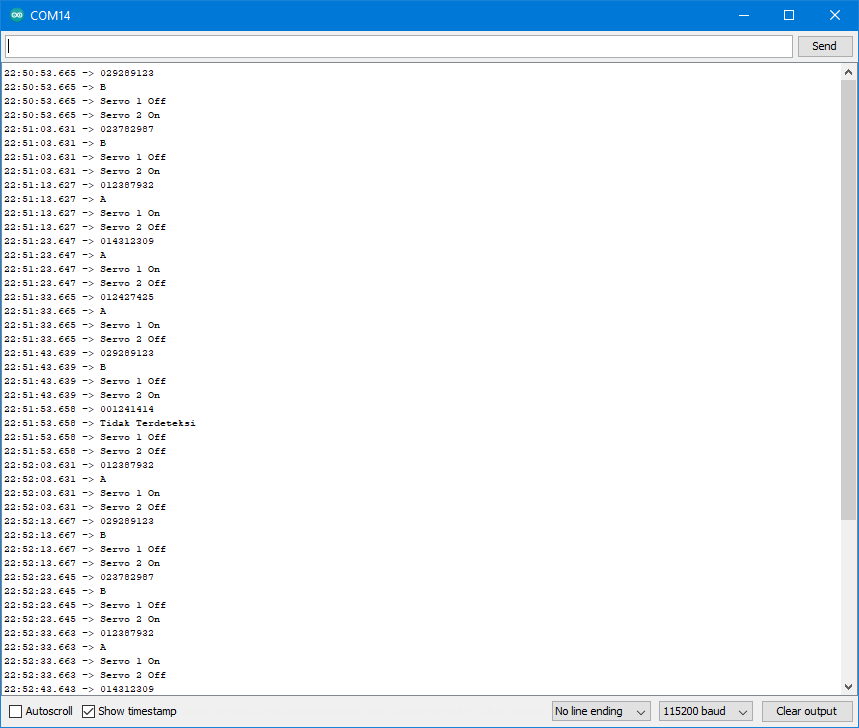 COM14
Send
22:50:53.665 -> 029289123
22:50:53.665 -> B
22:50:53.665 -> Servo 1 Off
22:50:53.665 -> Servo 2 On
22:51:03.631 -> 023782987
22:51:03.631 -> B
22:51:03.631 -> Servo 1 Off
22:51:03.631 -> Servo 2 On
22:51:13.627 -> 012387932
22:51:13.627 -> A
22:51:13.627 -> Servo 1 On
22:51:13.627 -> Servo 2 Off
22:51:23.647 -> 014312309
22:51:23.647 -> A
22:51:23.647 -> Servo 1 On
22:51:23.647 -> Servo 2 Off
22:51:33.665 -> 012427425
22:51:33.665 -> A
22:51:33.665 -> Servo 1 On
22:51:33.665 -> Servo 2 Off
22:51:43.639 -> 029289123
22:51:43.639 -> B
22:51:43.639 -> Servo 1 Off
22:51:43.639 -> Servo 2 On
22:51:53.658 -> 001241414
22:51:53.658 -> Tidak Terdeteksi
22:51:53.658 -> Servo 1 Off
22:51:53.658 -> Servo 2 Off
22:52:03.631 -> 012387932
22:52:03.631 -> A
22:52:03.631 -> Servo 1 On
22:52:03.631 -> Servo 2 Off
22:52:13.667 -> 029289123
22:52:13.667 -> B
22:52:13.667 -> Servo 1 Off
22:52:13.667 -> Servo 2 On
22:52:23.645 -> 023782987
22:52:23.645 -> B
22:52:23.645 -> Servo 1 Off
22:52:23.645 -> Servo 2 On
22:52:33.663 -> 012387932
22:52:33.663 -> A
22:52:33.663 -> Servo 1 On
22:52:33.663 -> Servo 2 Off
22:52:43.643 -> 014312309
Autoscroll Show timestamp No line ending 115200 baud Clear output